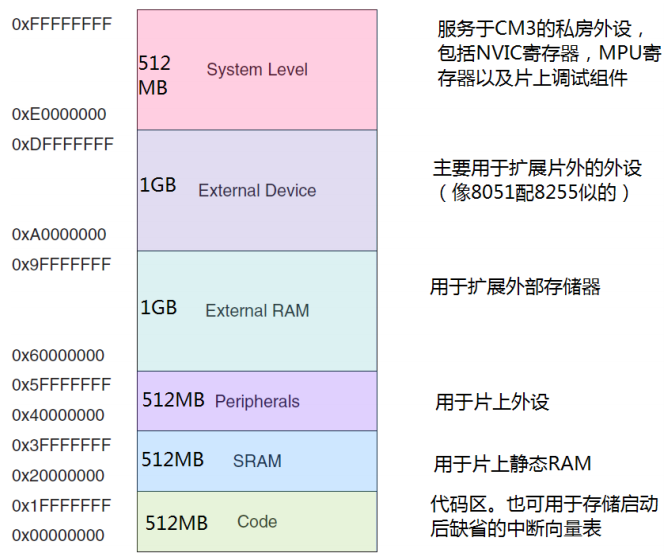 0xFFFFFFFF
512
MB
System Level
服务于CM3的私房外设，
包括NVIC寄存器，MPU寄
存器以及片上调试组件
0xE0000000
0xDFFFFFFF
1GB
External Device
主要用于扩展片外的外设
（像8051配8255似的）
0xA0000000
0x9FFFFFFF
1GB
External RAM
用于扩展外部存储器
0x60000000
0x5FFFFFFF
512MB
Peripherals
用于片上外设
0x40000000
0x3FFFFFFF
512MB
SRAM
用于片上静态RAM
0x20000000
0x1FFFFFFF
512MB
Code
代码区。也可用于存储启动
后缺省的中断向量表
0x00000000